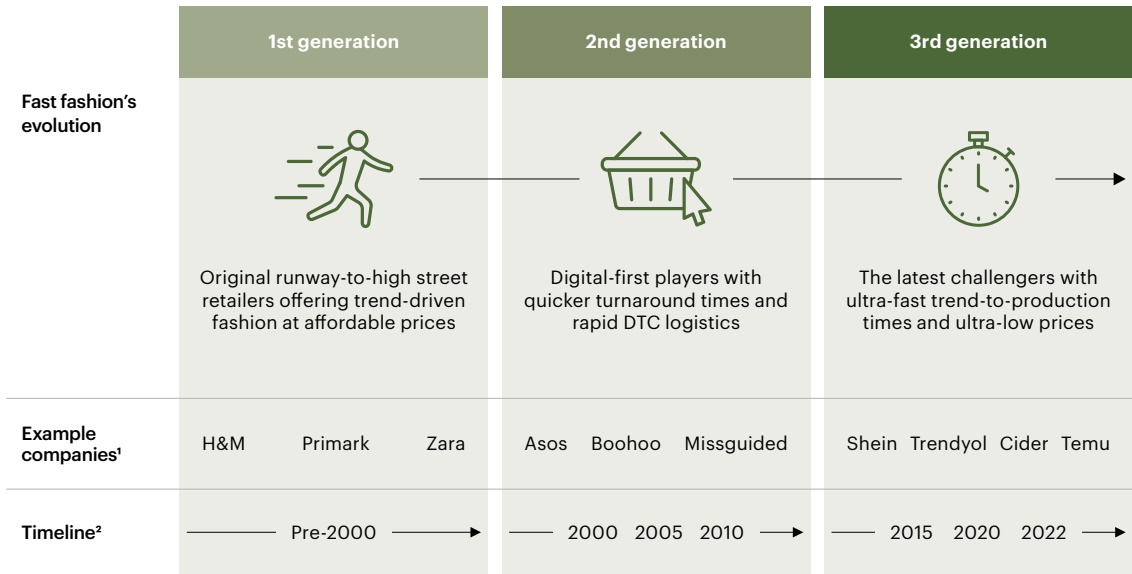 1st generation
2nd generation
3rd generation
Fast fashion's
evolution
Original runway-to-high street
retailers offering trend-driven
fashion at affordable prices
Digital-first players with
quicker turnaround times and
rapid DTC logistics
The latest challengers with
ultra-fast trend-to-production
times and ultra-low prices
Example
companies¹
H&M Primark Zara
Asos Boohoo Missguided
Shein Trendyol Cider Temu
Timeline²
Pre-2000
2000 2005 2010
2015 2020 2022